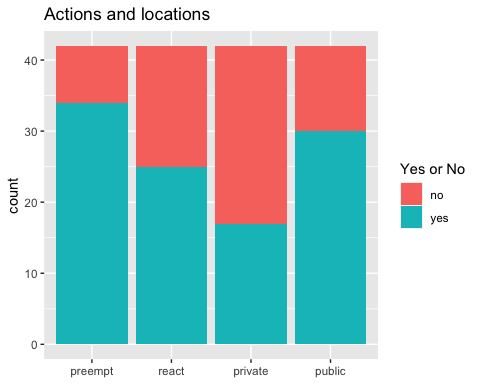 Actions and locations
40
30
20
10
0
count
preempt react private public
Yes or No
no
yes